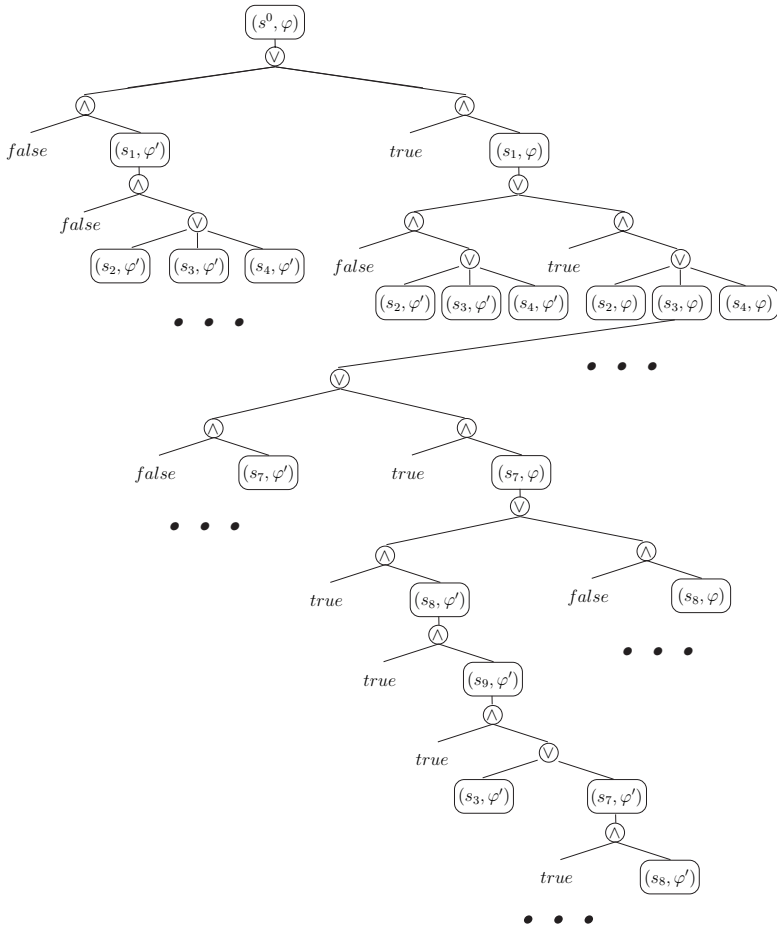 (s⁰, φ)
∨
∧ ∧
false (s₁, φ′) true (s₁, φ)
∧ ∨
false ∨ ∧ ∧
(s₂, φ′) (s₃, φ′) (s₄, φ′) false ∨ true ∨
(s₂, φ′) (s₃, φ′) (s₄, φ′) (s₂, φ) (s₃, φ) (s₄, φ)
• • •
• • •
∨
∧ ∧
false (s₇, φ′) true (s₇, φ)
• • • ∨
∧ ∧
true (s₈, φ′) false (s₈, φ)
∧ • • •
true (s₉, φ′)
∧
true ∨
(s₃, φ′) (s₇, φ′)
∧
true (s₈, φ′)
• • •